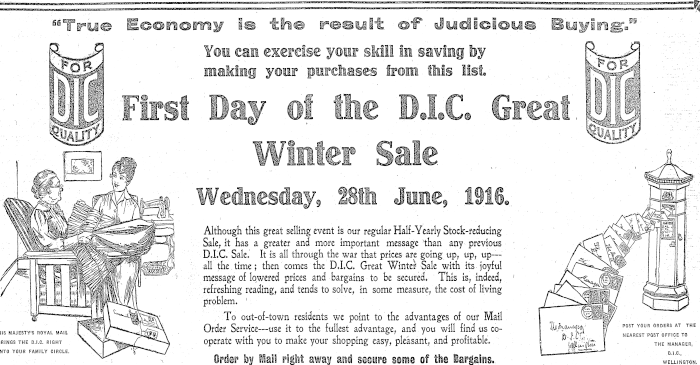 "True Economy is the result of Judicious Buying."
You can exercise your skill in saving by
making your purchases from this list.
FOR
DIC
QUALITY
FOR
DIC
QUALITY
First Day of the D.I.C. Great
Winter Sale
Wednesday, 28th June, 1916.
Although this great selling event is our regular Half-Yearly Stock-reducing
Sale, it has a greater and more important message than any previous
D.I.C. Sale. It is all through the war that prices are going up, up, up---
all the time; then comes the D.I.C. Great Winter Sale with its joyful
message of lowered prices and bargains to be secured. This is, indeed,
refreshing reading, and tends to solve, in some measure, the cost of living
problem.
To out-of-town residents we point to the advantages of our Mail
Order Service---use it to the fullest advantage, and you will find us co-
operate with you to make your shopping easy, pleasant, and profitable.
Order by Mail right away and secure some of the Bargains.
HIS MAJESTY'S ROYAL MAIL
BRINGS THE D.I.C. RIGHT
INTO YOUR FAMILY CIRCLE.
The Manager
D.I.C.
Wellington
POST YOUR ORDERS AT THE
NEAREST POST OFFICE TO
THE MANAGER,
D.I.C.,
WELLINGTON.